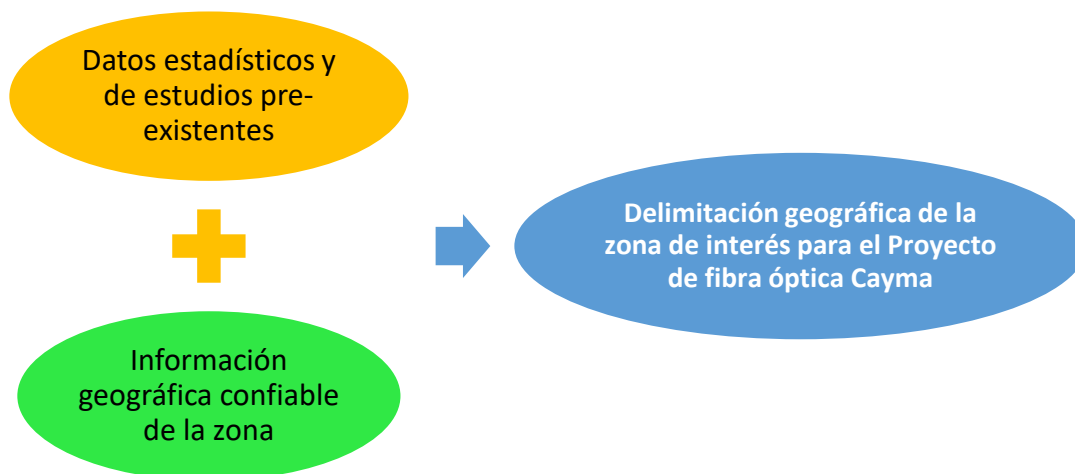 Datos estadísticos y
de estudios pre-
existentes
Información
geográfica confiable
de la zona
Delimitación geográfica de la
zona de interés para el Proyecto
de fibra óptica Cayma